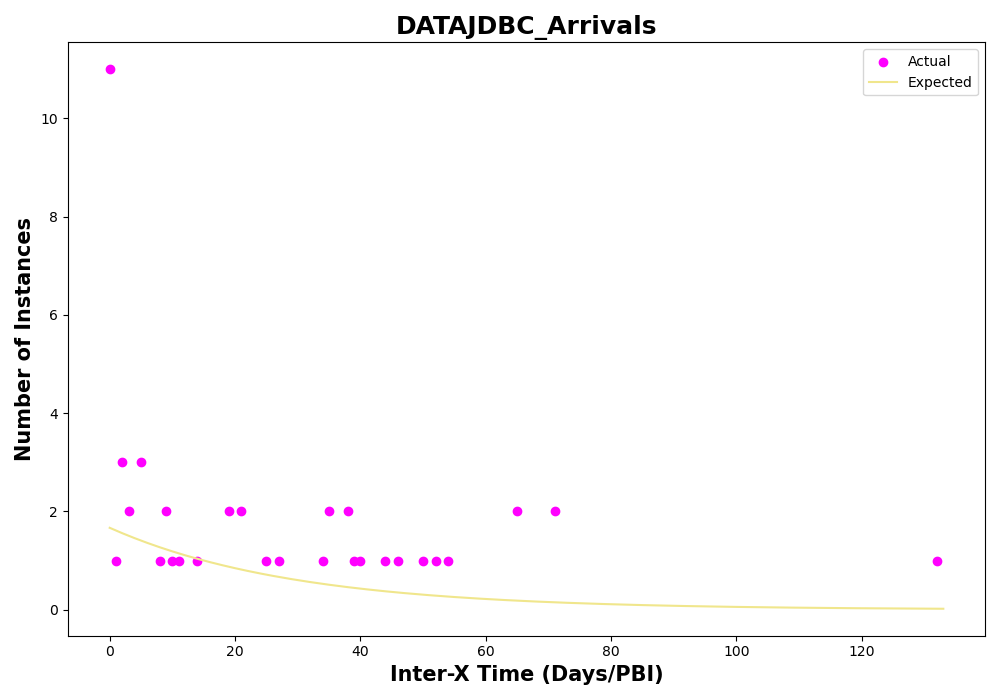 DATAJDBC_Arrivals
Actual
Expected
Number of Instances
10
8
6
4
2
0
0 20 40 60 80 100 120
Inter-X Time (Days/PBI)